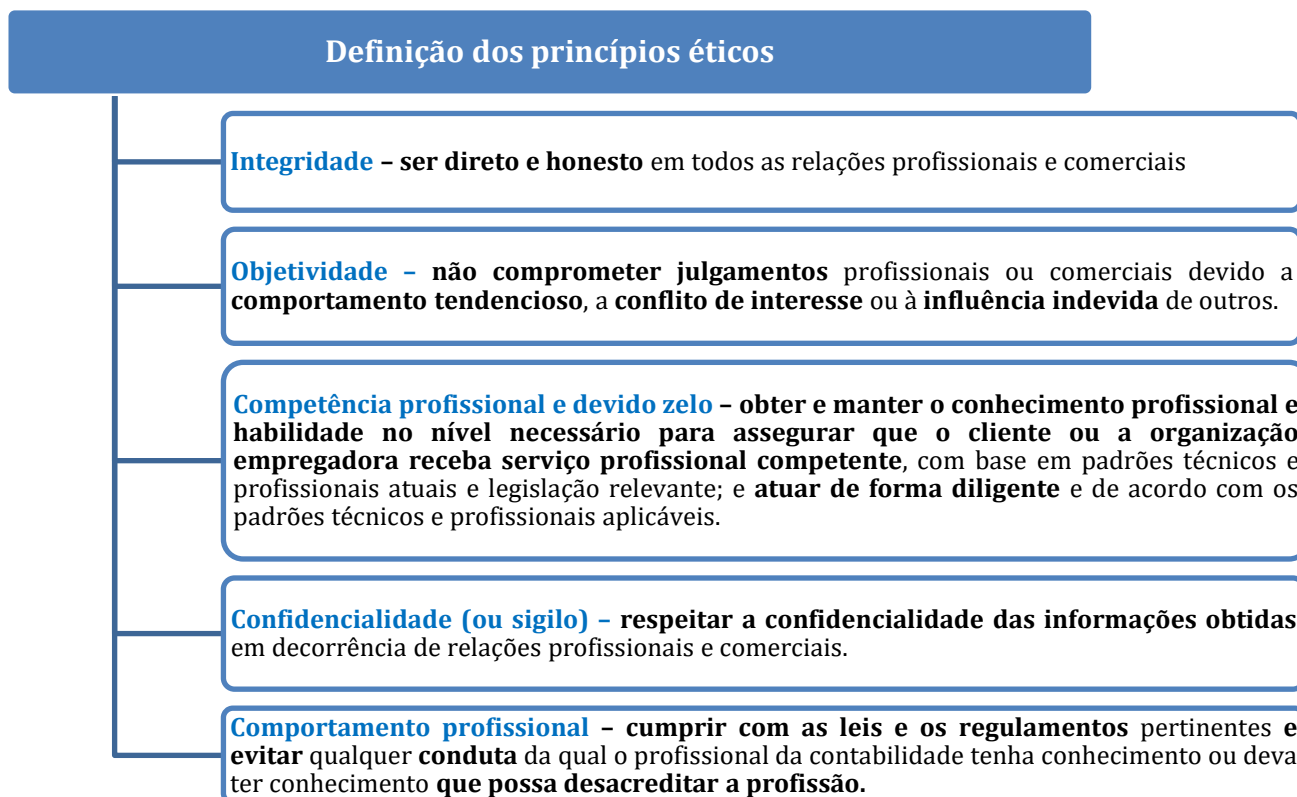 Definição dos princípios éticos
Integridade – ser direto e honesto em todos as relações profissionais e comerciais
Objetividade – não comprometer julgamentos profissionais ou comerciais devido a
comportamento tendencioso, a conflito de interesse ou à influência indevida de outros.
Competência profissional e devido zelo – obter e manter o conhecimento profissional e
habilidade no nível necessário para assegurar que o cliente ou a organização
empregadora receba serviço profissional competente, com base em padrões técnicos e
profissionais atuais e legislação relevante; e atuar de forma diligente e de acordo com os
padrões técnicos e profissionais aplicáveis.
Confidencialidade (ou sigilo) – respeitar a confidencialidade das informações obtidas
em decorrência de relações profissionais e comerciais.
Comportamento profissional – cumprir com as leis e os regulamentos pertinentes e
evitar qualquer conduta da qual o profissional da contabilidade tenha conhecimento ou deva
ter conhecimento que possa desacreditar a profissão.